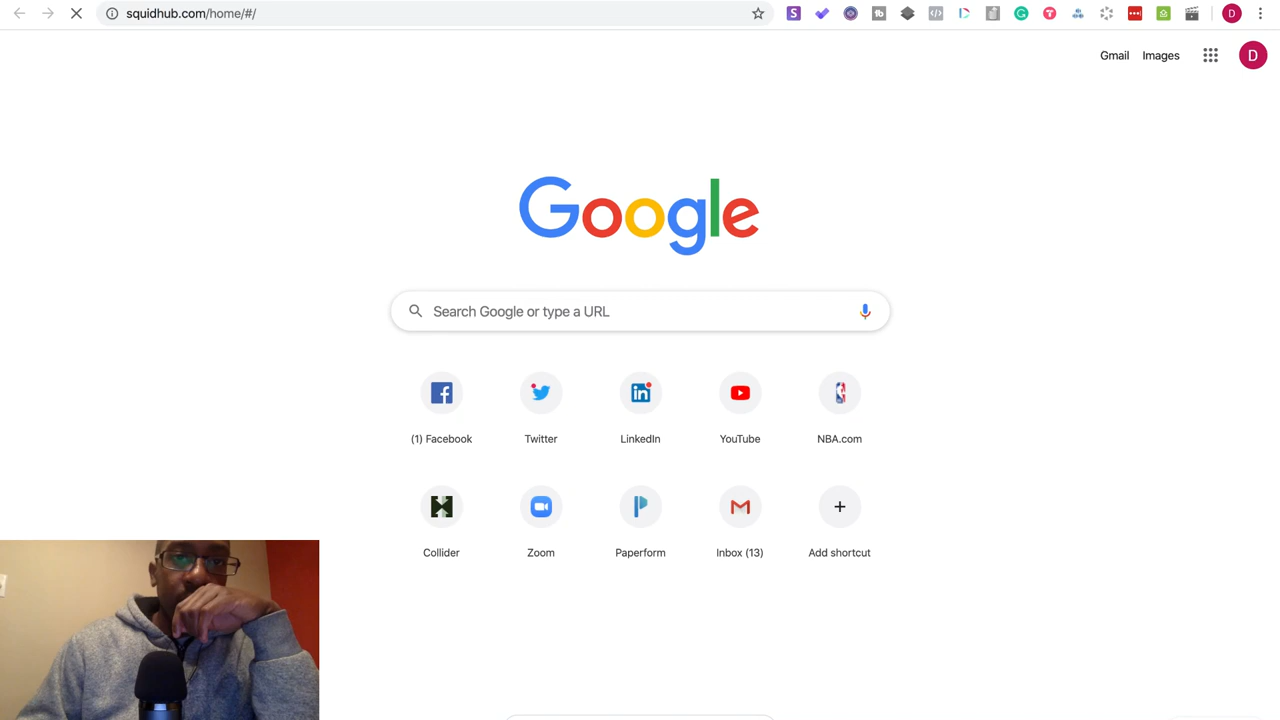 squidhub.com/home/#/
S
D
Gmail Images
D
Google
Search Google or type a URL
(1) Facebook Twitter LinkedIn YouTube NBA.com
Collider Zoom Paperform Inbox (13) Add shortcut